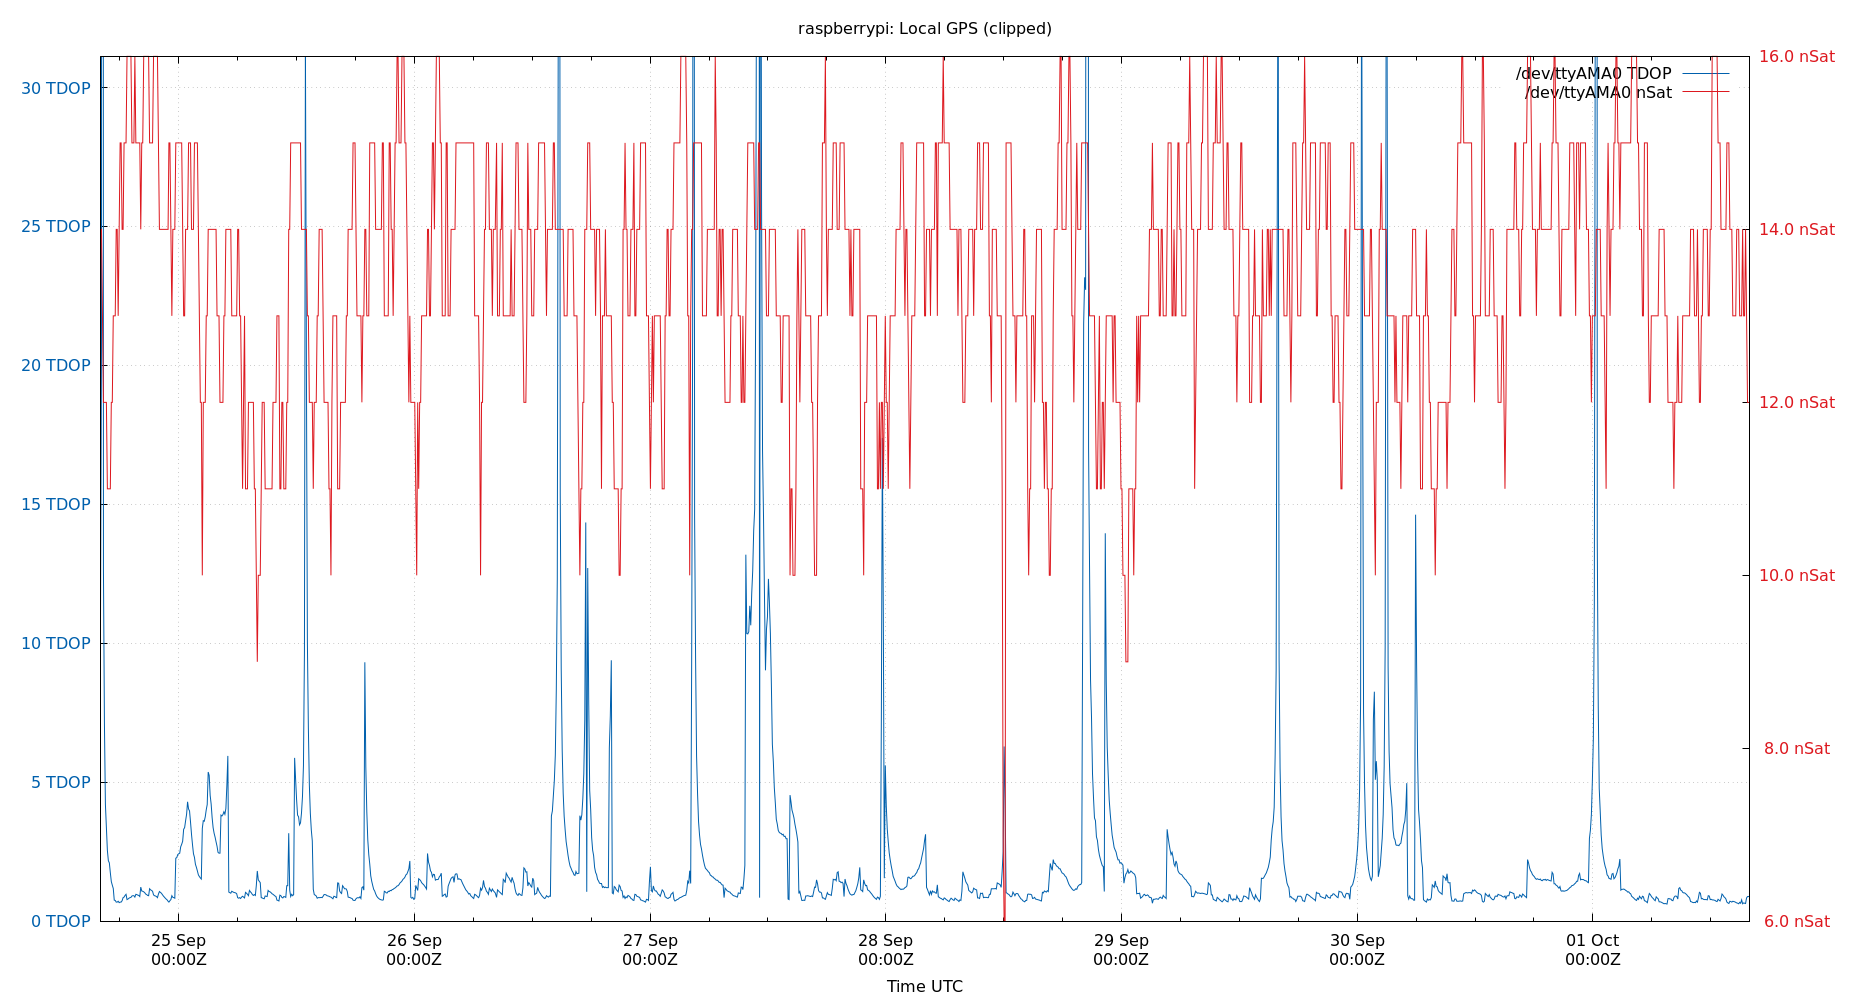 raspberrypi: Local GPS (clipped)
/dev/ttyAMA0 TDOP
/dev/ttyAMA0 nSat
30 TDOP
25 TDOP
20 TDOP
15 TDOP
10 TDOP
5 TDOP
0 TDOP
16.0 nSat
14.0 nSat
12.0 nSat
10.0 nSat
8.0 nSat
6.0 nSat
25 Sep
00:00Z
26 Sep
00:00Z
27 Sep
00:00Z
28 Sep
00:00Z
29 Sep
00:00Z
30 Sep
00:00Z
01 Oct
00:00Z
Time UTC